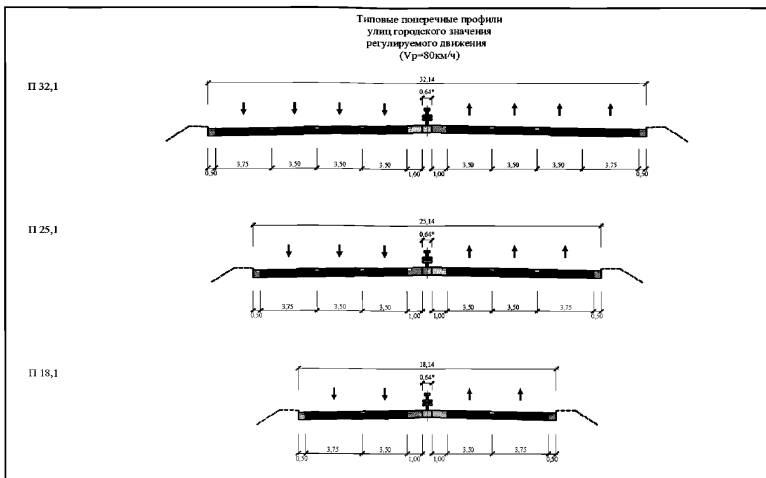 Типовые поперечные профили
улиц городского значения
регулируемого движения
(Vр=80км/ч)
П 32,1
32,14
0,64*
0,50 3,75 3,50 3,50 3,50 1,00 1,00 3,50 3,50 3,50 3,75 0,50
П 25,1
25,14
0,64*
0,50 3,75 3,50 3,50 1,00 1,00 3,50 3,50 3,75 0,50
П 18,1
18,14
0,64*
0,50 3,75 3,50 1,00 1,00 3,50 3,75 0,50